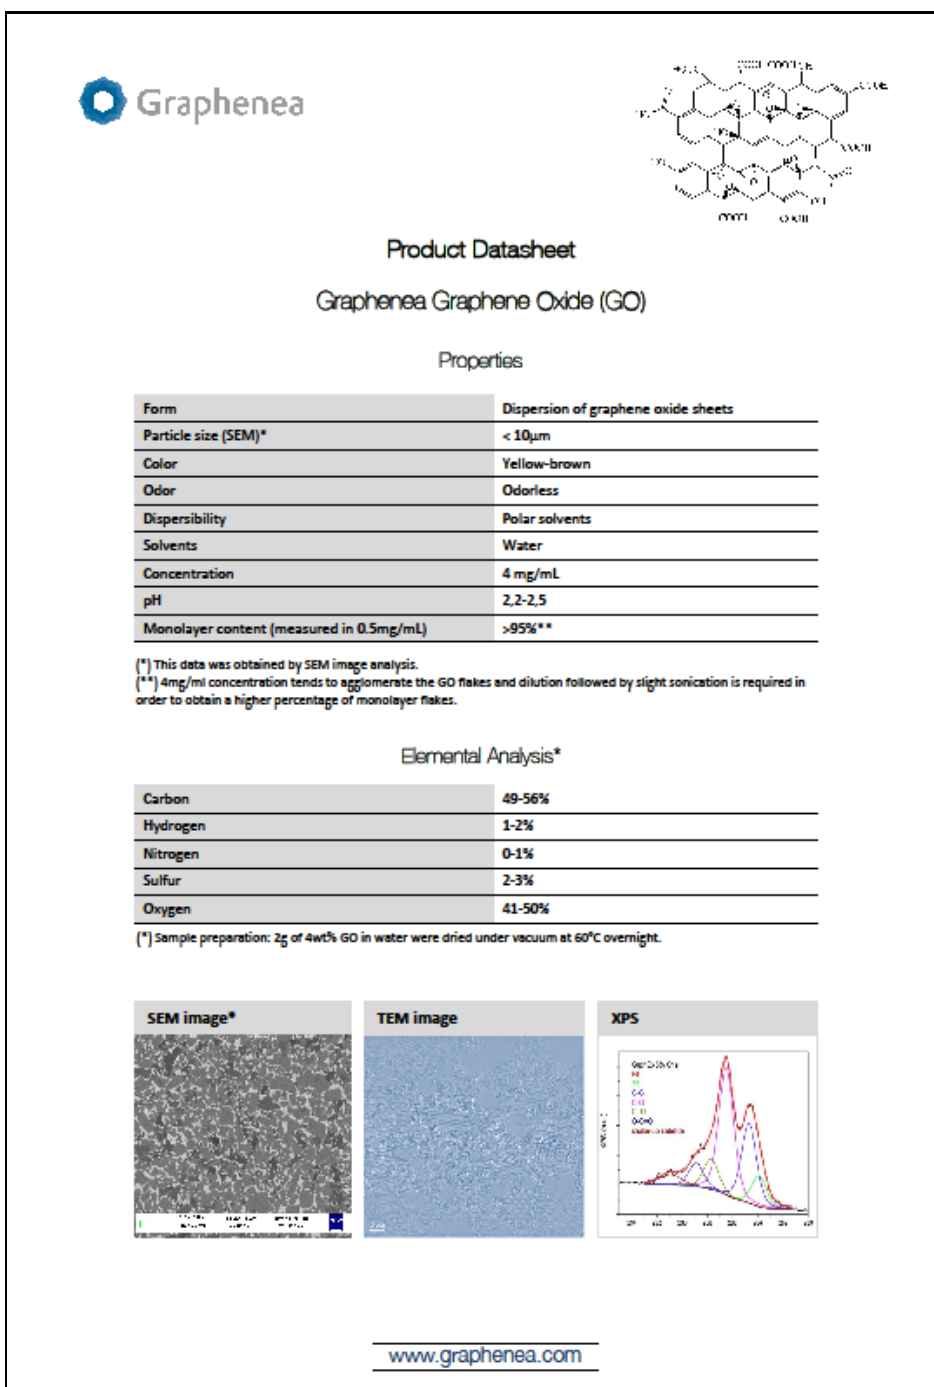 Graphenea
COOH
COOH
COOH
COOH
Product Datasheet
Graphenea Graphene Oxide (GO)
Properties
Form Dispersion of graphene oxide sheets
Particle size (SEM)* < 10µm
Color Yellow-brown
Odor Odorless
Dispersibility Polar solvents
Solvents Water
Concentration 4 mg/mL
pH 2,2-2,5
Monolayer content (measured in 0.5mg/mL) >95%**
(*) This data was obtained by SEM image analysis.
(**) 4mg/ml concentration tends to agglomerate the GO flakes and dilution followed by slight sonication is required in
order to obtain a higher percentage of monolayer flakes.
Elemental Analysis*
Carbon 49-56%
Hydrogen 1-2%
Nitrogen 0-1%
Sulfur 2-3%
Oxygen 41-50%
(*) Sample preparation: 2g of 4wt% GO in water were dried under vacuum at 60ºC overnight.
SEM image* TEM image XPS
www.graphenea.com